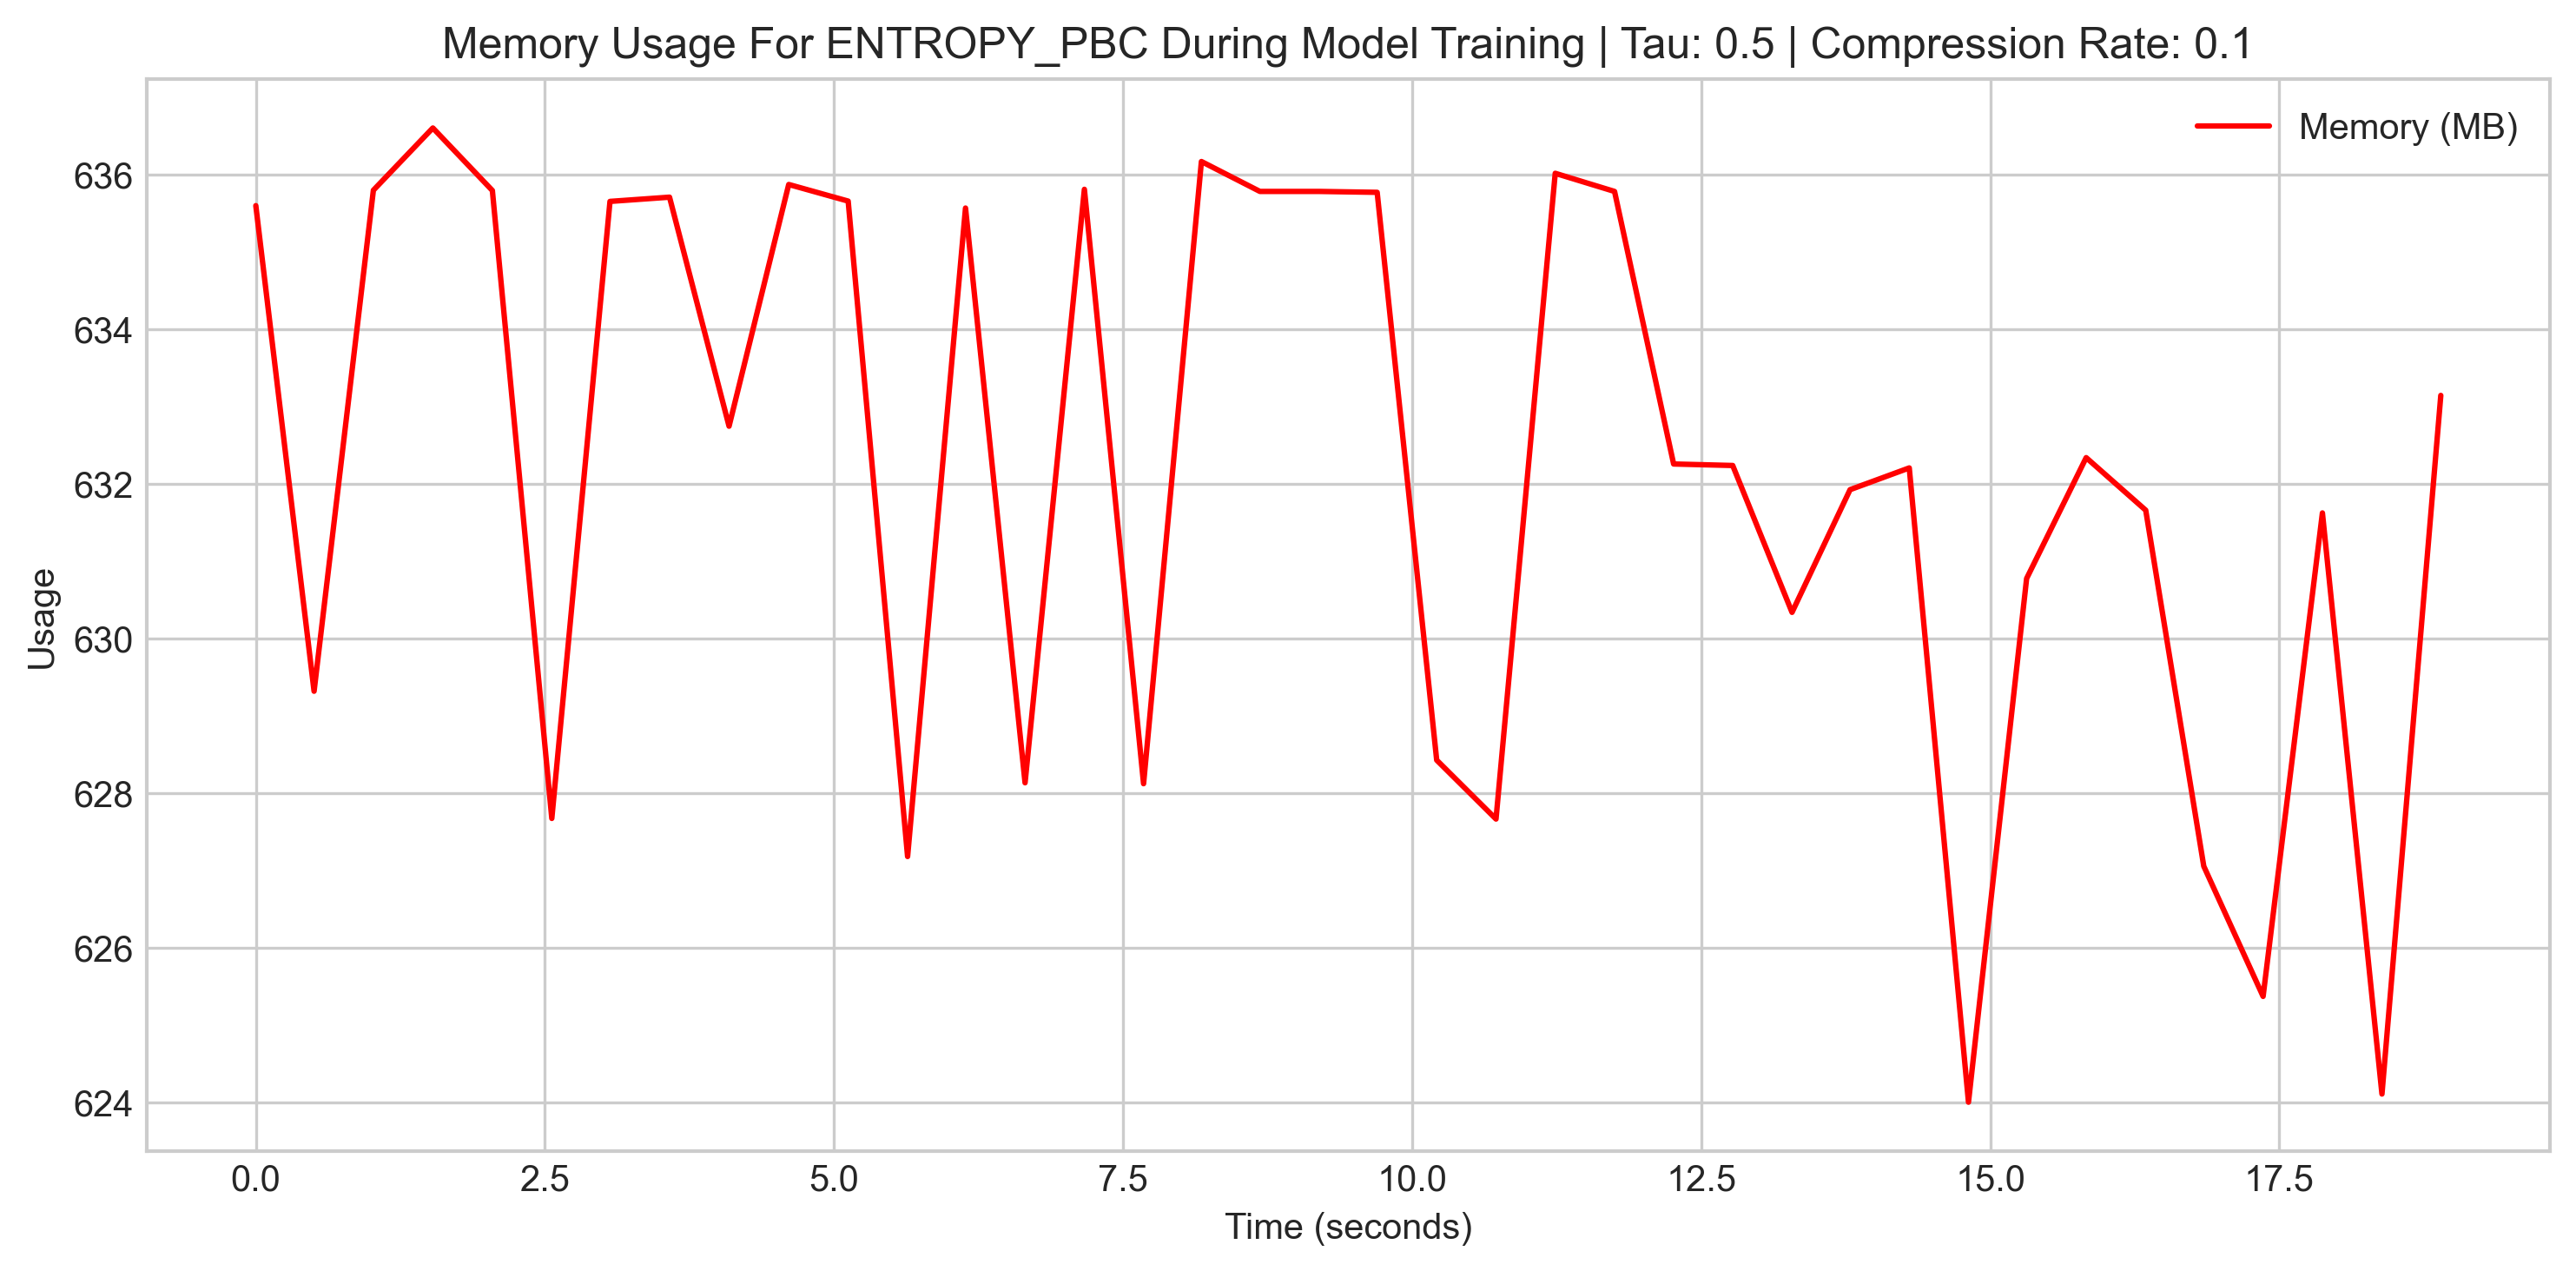 Memory Usage For ENTROPY_PBC During Model Training | Tau: 0.5 | Compression Rate: 0.1
Memory (MB)
636
634
632
630
628
626
624
Usage
0.0 2.5 5.0 7.5 10.0 12.5 15.0 17.5
Time (seconds)